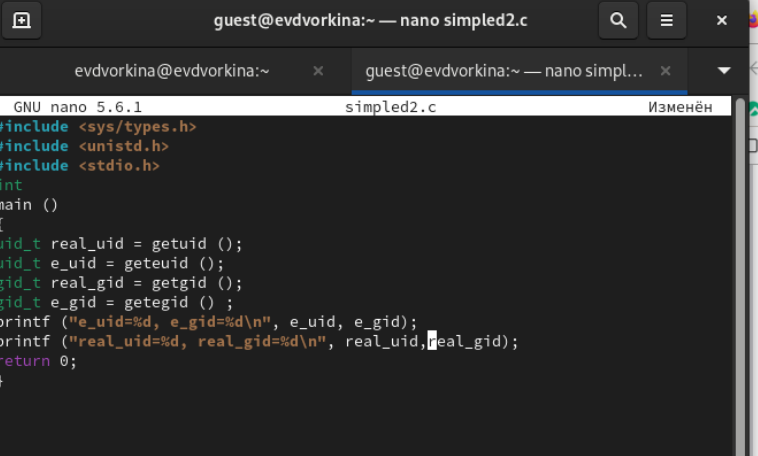 guest@evdvorkina:~ — nano simpled2.c
evdvorkina@evdvorkina:~
guest@evdvorkina:~ — nano simpl...
GNU nano 5.6.1 simpled2.c Изменён
#include <sys/types.h>
#include <unistd.h>
#include <stdio.h>
int
main ()
{
uid_t real_uid = getuid ();
uid_t e_uid = geteuid ();
gid_t real_gid = getgid ();
gid_t e_gid = getegid () ;
printf ("e_uid=%d, e_gid=%d\n", e_uid, e_gid);
printf ("real_uid=%d, real_gid=%d\n", real_uid,real_gid);
return 0;
}